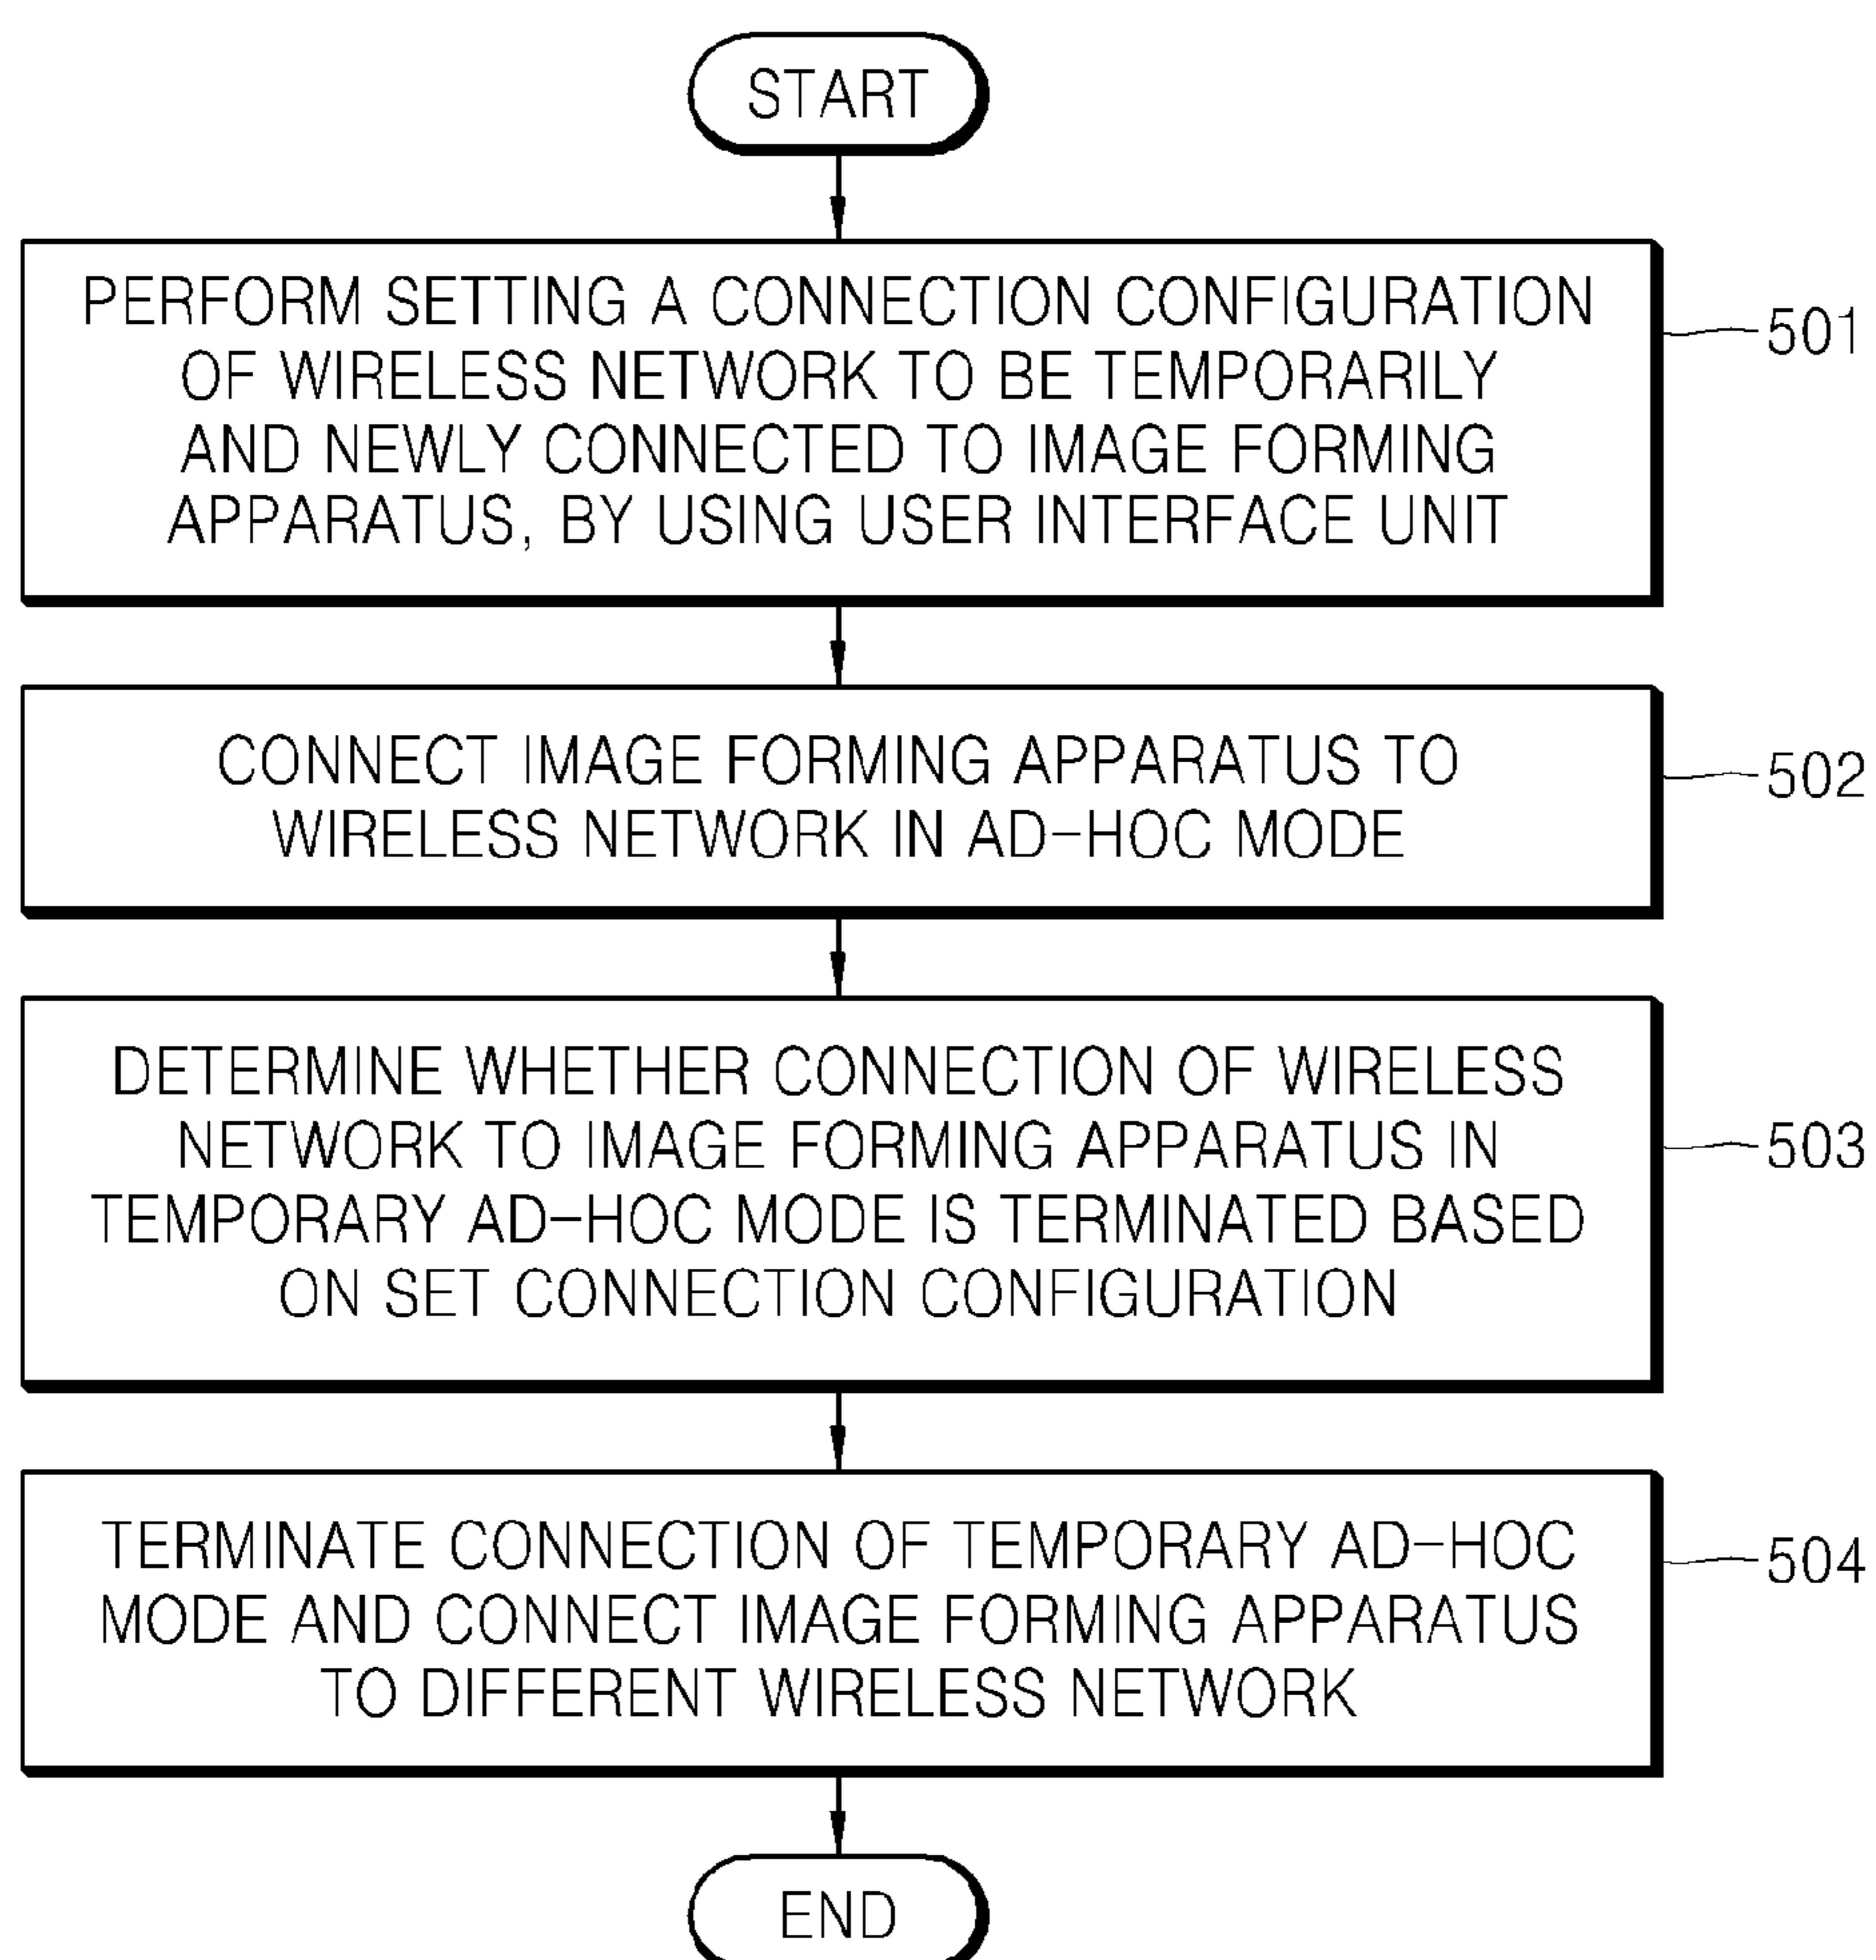 START
PERFORM SETTING A CONNECTION CONFIGURATION
OF WIRELESS NETWORK TO BE TEMPORARILY
AND NEWLY CONNECTED TO IMAGE FORMING
APPARATUS, BY USING USER INTERFACE UNIT
501
CONNECT IMAGE FORMING APPARATUS TO
WIRELESS NETWORK IN AD-HOC MODE
502
DETERMINE WHETHER CONNECTION OF WIRELESS
NETWORK TO IMAGE FORMING APPARATUS IN
TEMPORARY AD-HOC MODE IS TERMINATED BASED
ON SET CONNECTION CONFIGURATION
503
TERMINATE CONNECTION OF TEMPORARY AD-HOC
MODE AND CONNECT IMAGE FORMING APPARATUS
TO DIFFERENT WIRELESS NETWORK
504
END